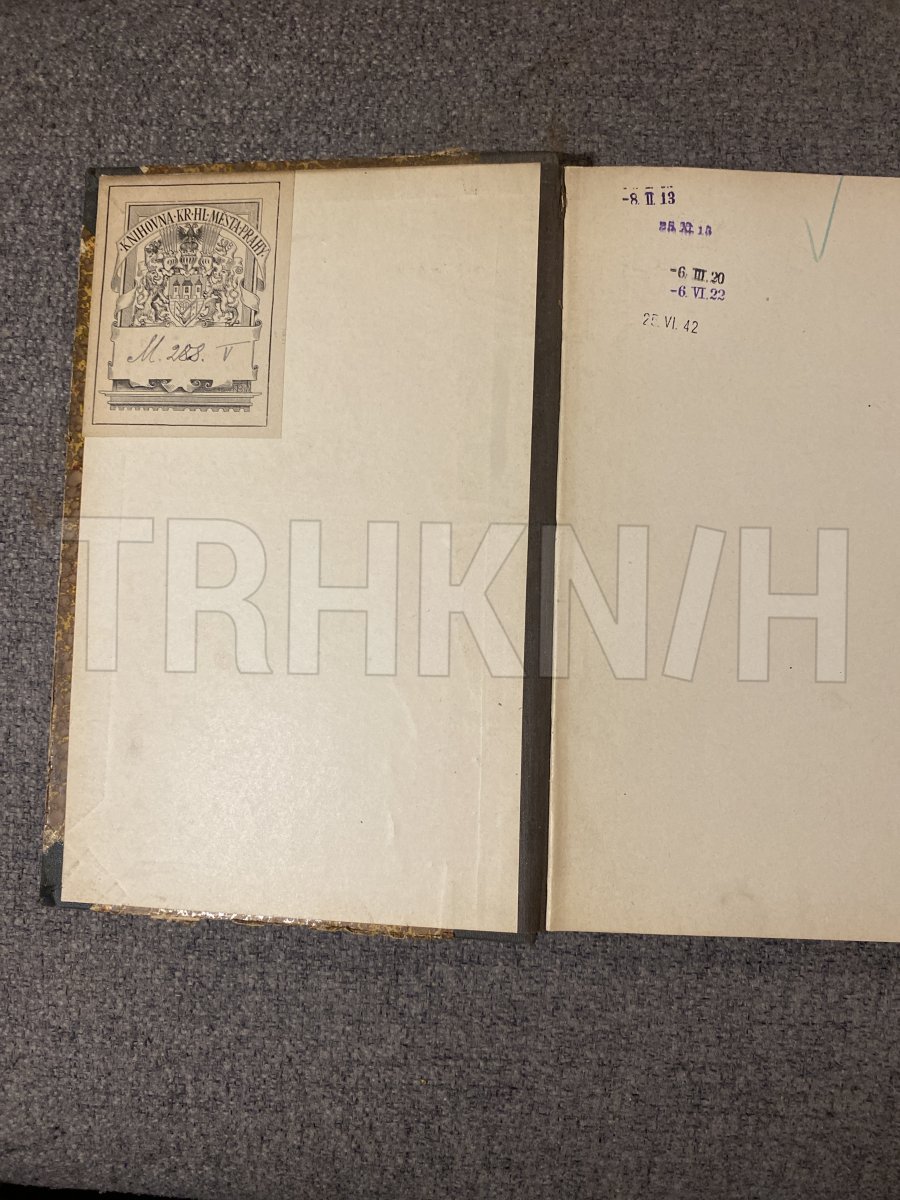 ·KNIHOVNA·KR·HL·MĚSTA·PRAHY·
M. 288. V
-8. II. 13
-6. III. 20
-6. VI. 22
25. VI. 42
TRHKNIH